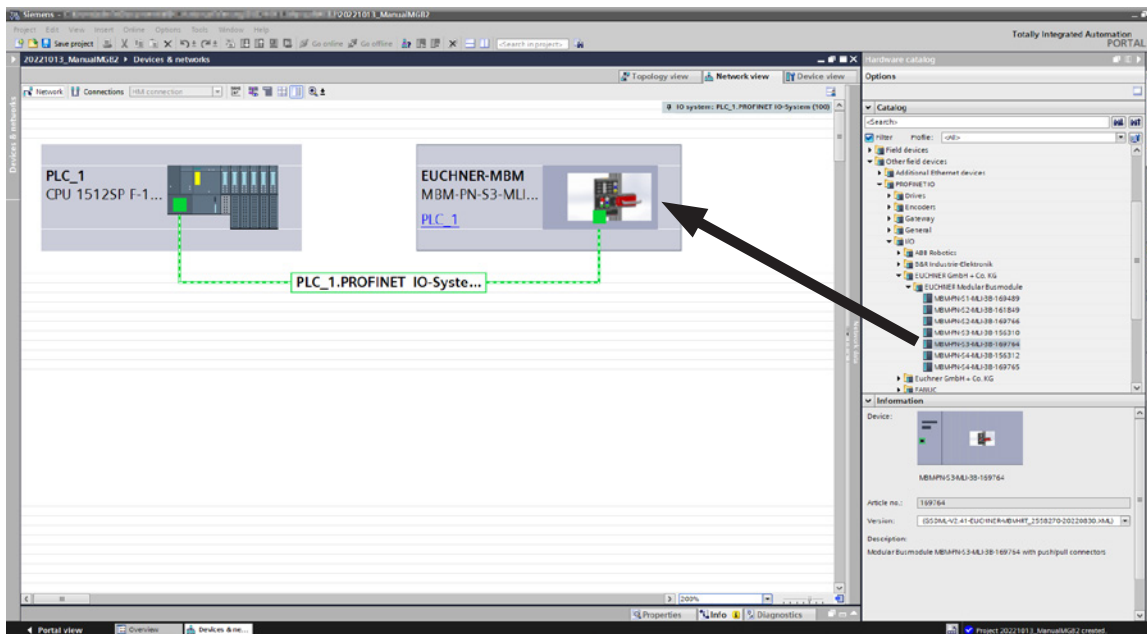 Siemens -
20221013_ManualMGB2
Project Edit View Insert Online Options Tools Window Help
Save project
Go online
Go offline
<Search in project>
Totally Integrated Automation
PORTAL
20221013_ManualMGB2 ▸ Devices & networks
Topology view
Network view
Device view
Network
Connections
HMI connection
IO system: PLC_1.PROFINET IO-System (100)
Devices & networks
PLC_1
CPU 1512SP F-1...
EUCHNER-MBM
MBM-PN-S3-MLI...
PLC_1
PLC_1.PROFINET IO-Syste...
Network data
200%
Properties
Info
Diagnostics
Hardware catalog
Options
Catalog
<Search>
Filter
Profile:
<All>
Field devices
Other field devices
Additional Ethernet devices
PROFINET IO
Drives
Encoders
Gateway
General
I/O
ABB Robotics
B&R Industrie-Elektronik
EUCHNER GmbH + Co. KG
EUCHNER Modular Busmodule
MBM-PN-S1-MLI-3B-169489
MBM-PN-S2-MLI-3B-161849
MBM-PN-S2-MLI-3B-169766
MBM-PN-S3-MLI-3B-156310
MBM-PN-S3-MLI-3B-169764
MBM-PN-S4-MLI-3B-156312
MBM-PN-S4-MLI-3B-169765
Euchner GmbH + Co. KG
FANUC
Information
Device:
MBM-PN-S3-MLI-3B-169764
Article no.:
169764
Version:
Description:
Modular Busmodule MBM-PN-S3-MLI-3B-169764 with push/pull connectors
Portal view
Overview
Devices & ne...
Project 20221013_ManualMGB2 created.